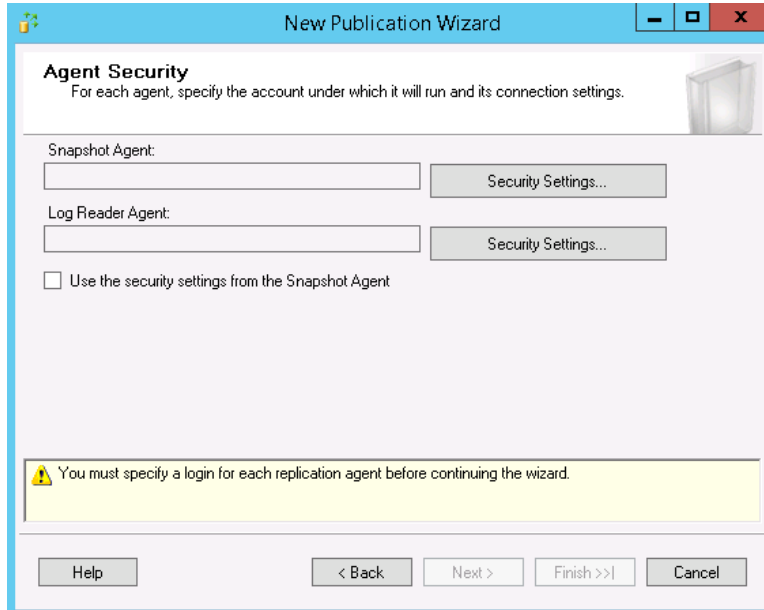 New Publication Wizard
Agent Security
For each agent, specify the account under which it will run and its connection settings.
Snapshot Agent:
Security Settings...
Log Reader Agent:
Security Settings...
Use the security settings from the Snapshot Agent
You must specify a login for each replication agent before continuing the wizard.
Help
< Back
Next >
Finish >>|
Cancel